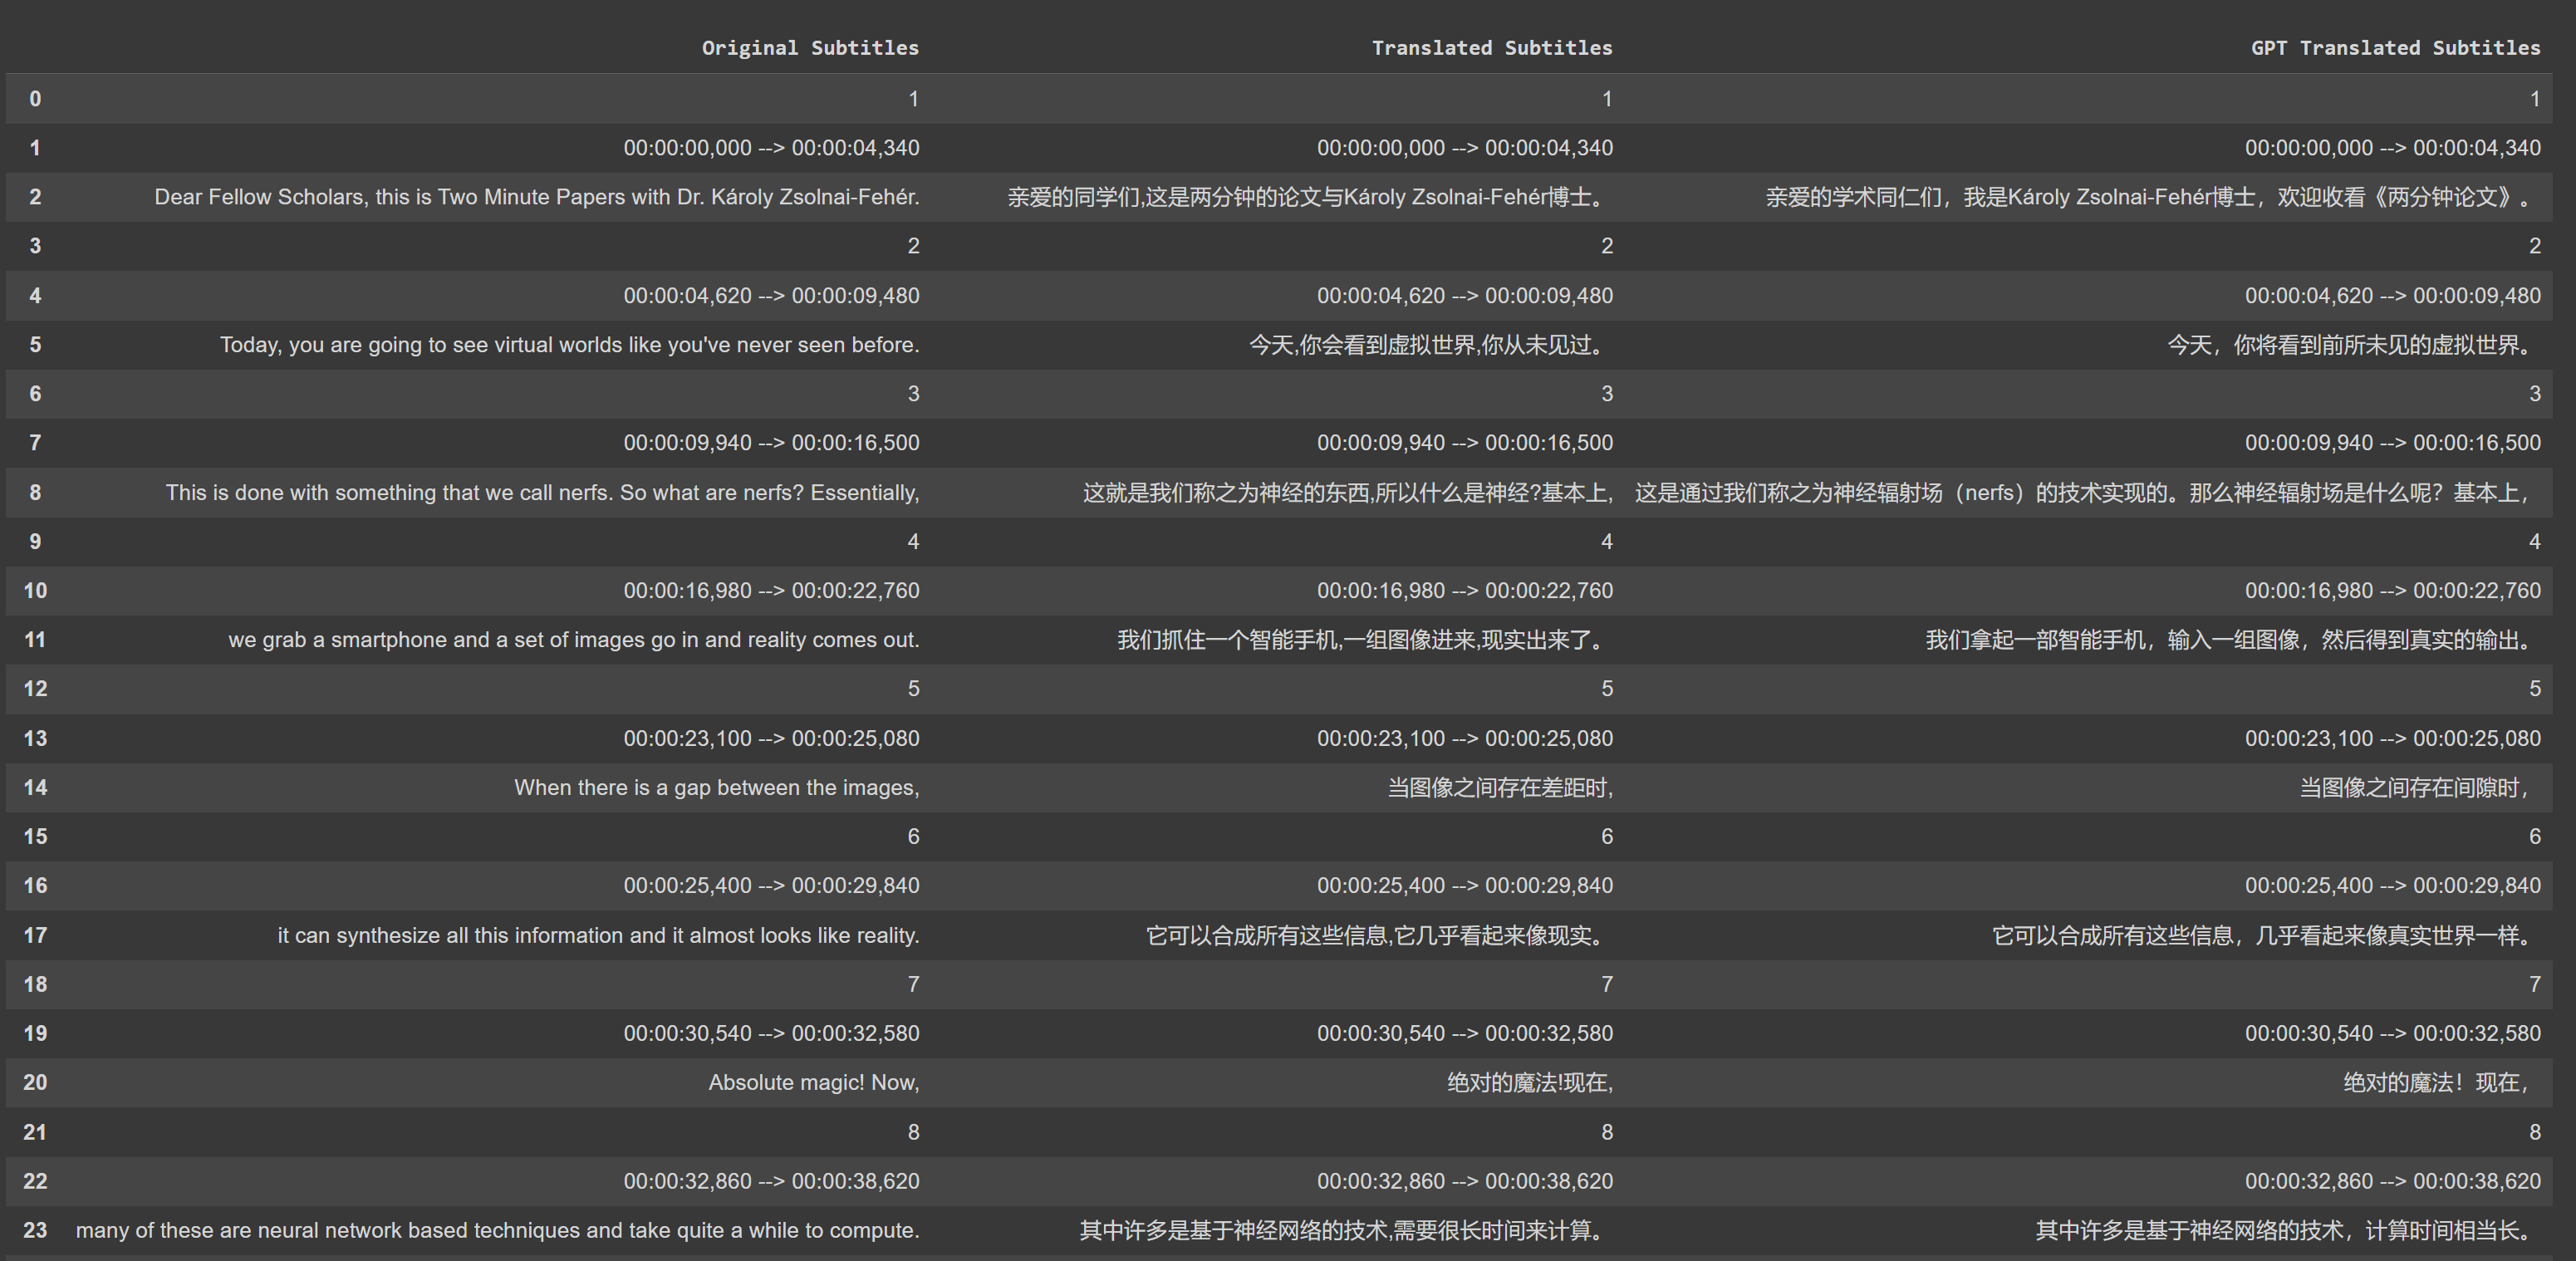 Original Subtitles Translated Subtitles GPT Translated Subtitles
0 1 1 1
1 00:00:00,000 --> 00:00:04,340 00:00:00,000 --> 00:00:04,340 00:00:00,000 --> 00:00:04,340
2 Dear Fellow Scholars, this is Two Minute Papers with Dr. Károly Zsolnai-Fehér. 亲爱的同学们,这是两分钟的论文与Károly Zsolnai-Fehér博士。 亲爱的学术同仁们，我是Károly Zsolnai-Fehér博士，欢迎收看《两分钟论文》。
3 2 2 2
4 00:00:04,620 --> 00:00:09,480 00:00:04,620 --> 00:00:09,480 00:00:04,620 --> 00:00:09,480
5 Today, you are going to see virtual worlds like you've never seen before. 今天,你会看到虚拟世界,你从未见过。 今天，你将看到前所未见的虚拟世界。
6 3 3 3
7 00:00:09,940 --> 00:00:16,500 00:00:09,940 --> 00:00:16,500 00:00:09,940 --> 00:00:16,500
8 This is done with something that we call nerfs. So what are nerfs? Essentially, 这就是我们称之为神经的东西,所以什么是神经?基本上, 这是通过我们称之为神经辐射场（nerfs）的技术实现的。那么神经辐射场是什么呢？基本上，
9 4 4 4
10 00:00:16,980 --> 00:00:22,760 00:00:16,980 --> 00:00:22,760 00:00:16,980 --> 00:00:22,760
11 we grab a smartphone and a set of images go in and reality comes out. 我们抓住一个智能手机,一组图像进来,现实出来了。 我们拿起一部智能手机，输入一组图像，然后得到真实的输出。
12 5 5 5
13 00:00:23,100 --> 00:00:25,080 00:00:23,100 --> 00:00:25,080 00:00:23,100 --> 00:00:25,080
14 When there is a gap between the images, 当图像之间存在差距时, 当图像之间存在间隙时，
15 6 6 6
16 00:00:25,400 --> 00:00:29,840 00:00:25,400 --> 00:00:29,840 00:00:25,400 --> 00:00:29,840
17 it can synthesize all this information and it almost looks like reality. 它可以合成所有这些信息,它几乎看起来像现实。 它可以合成所有这些信息，几乎看起来像真实世界一样。
18 7 7 7
19 00:00:30,540 --> 00:00:32,580 00:00:30,540 --> 00:00:32,580 00:00:30,540 --> 00:00:32,580
20 Absolute magic! Now, 绝对的魔法!现在, 绝对的魔法！现在，
21 8 8 8
22 00:00:32,860 --> 00:00:38,620 00:00:32,860 --> 00:00:38,620 00:00:32,860 --> 00:00:38,620
23 many of these are neural network based techniques and take quite a while to compute. 其中许多是基于神经网络的技术,需要很长时间来计算。 其中许多是基于神经网络的技术，计算时间相当长。